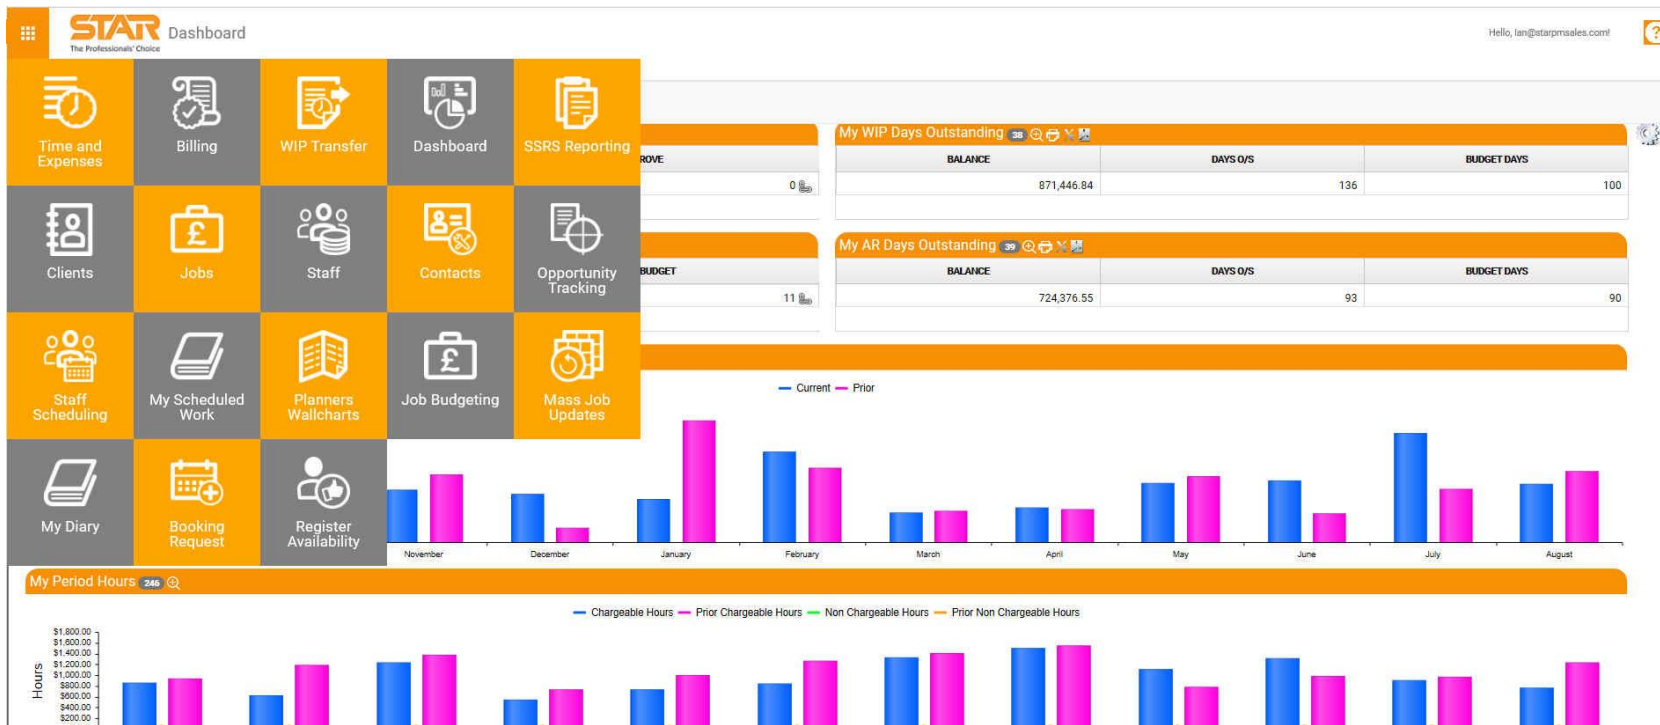 STAR
The Professionals' Choice
Dashboard
Hello, Ian@starpmsales.com!
?
Time and
Expenses
Billing
WIP Transfer
Dashboard
SSRS Reporting
Clients
Jobs
Staff
Contacts
Opportunity
Tracking
Staff
Scheduling
My Scheduled
Work
Planners
Wallcharts
Job Budgeting
Mass Job
Updates
My Diary
Booking
Request
Register
Availability
ROVE
0
BUDGET
11
My WIP Days Outstanding 38
BALANCE DAYS O/S BUDGET DAYS
871,446.84 136 100
My AR Days Outstanding 39
BALANCE DAYS O/S BUDGET DAYS
724,376.55 93 90
Current Prior
November December January February March April May June July August
My Period Hours 246
Chargeable Hours Prior Chargeable Hours Non Chargeable Hours Prior Non Chargeable Hours
Hours
$1,800.00
$1,600.00
$1,400.00
$1,200.00
$1,000.00
$800.00
$600.00
$400.00
$200.00